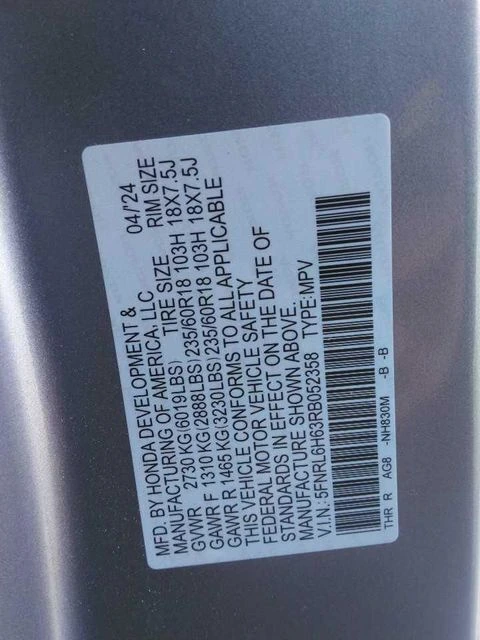 MFD. BY HONDA DEVELOPMENT &
MANUFACTURING OF AMERICA, LLC 04/'24
GVWR 2730 KG(6019LBS) TIRE SIZE RIM SIZE
GAWR F 1310 KG(2888LBS)235/60R18 103H 18X7.5J
GAWR R 1465 KG(3230LBS)235/60R18 103H 18X7.5J
THIS VEHICLE CONFORMS TO ALL APPLICABLE
FEDERAL MOTOR VEHICLE SAFETY
STANDARDS IN EFFECT ON THE DATE OF
MANUFACTURE SHOWN ABOVE.
V.I.N.:5FNRL6H63RB052358 TYPE:MPV
THR R AG8 -NH830M -B -B